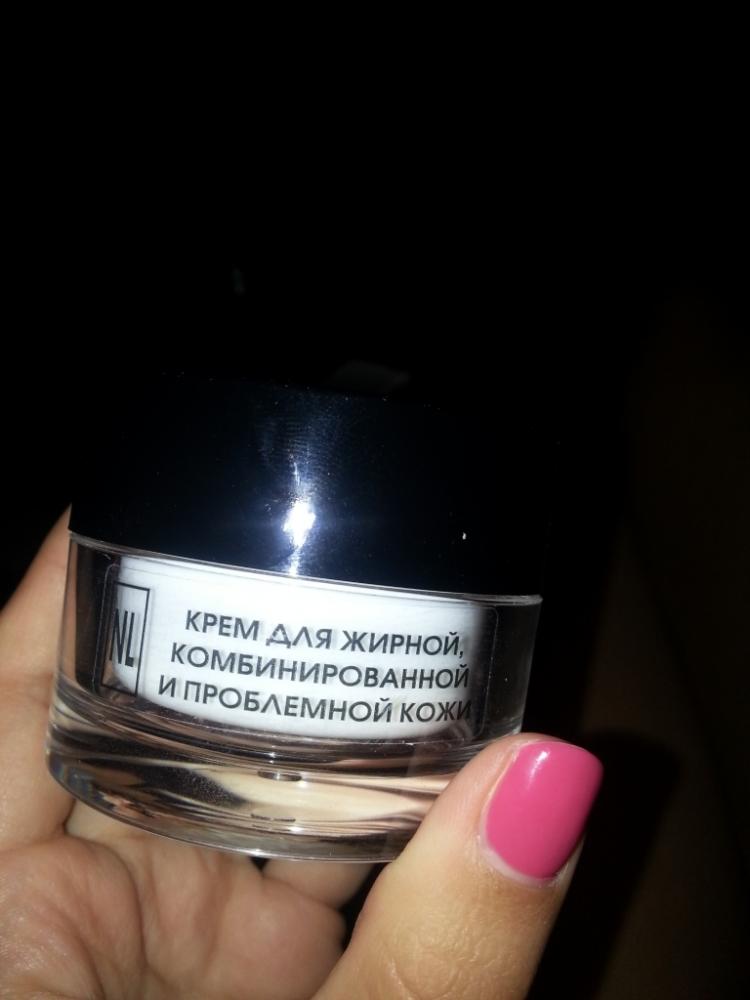 NL
КРЕМ ДЛЯ ЖИРНОЙ,
КОМБИНИРОВАННОЙ
И ПРОБЛЕМНОЙ КОЖИ